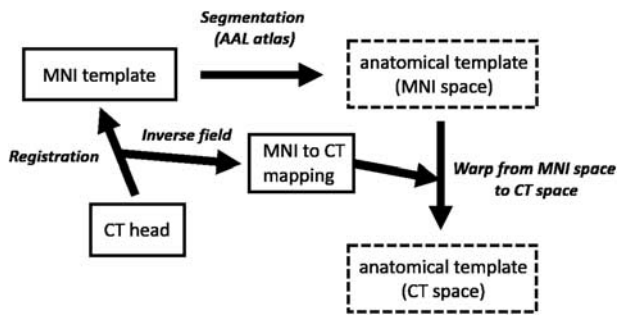 Segmentation
(AAL atlas)
MNI template
anatomical template
(MNI space)
Inverse field
Registration
MNI to CT
mapping
Warp from MNI space
to CT space
CT head
anatomical template
(CT space)